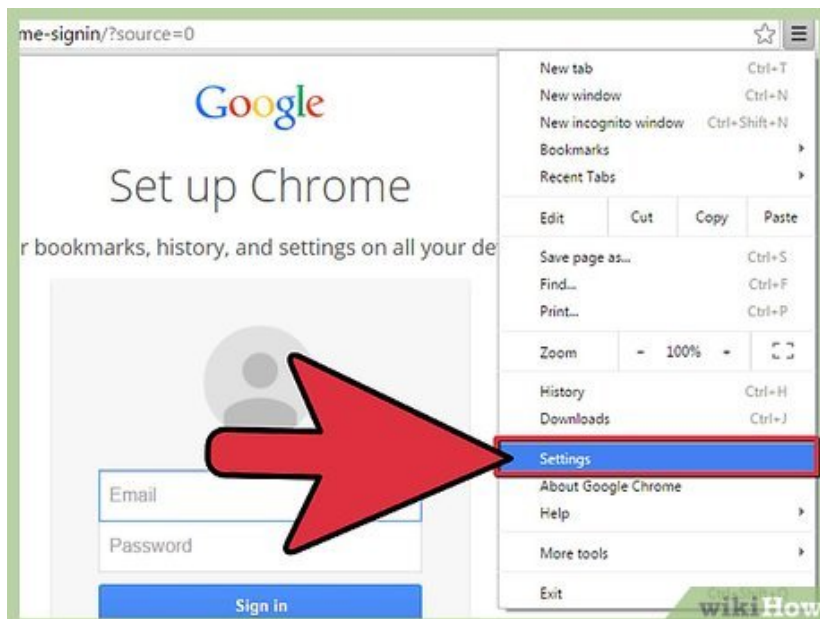 me-signin/?source=0
Google
Set up Chrome
r bookmarks, history, and settings on all your de
Email
Password
Sign in
New tab Ctrl+T
New window Ctrl+N
New incognito window Ctrl+Shift+N
Bookmarks
Recent Tabs
Edit Cut Copy Paste
Save page as... Ctrl+S
Find... Ctrl+F
Print... Ctrl+P
Zoom - 100% -
History Ctrl+H
Downloads Ctrl+J
Settings
About Google Chrome
Help
More tools
Exit
wikiHow